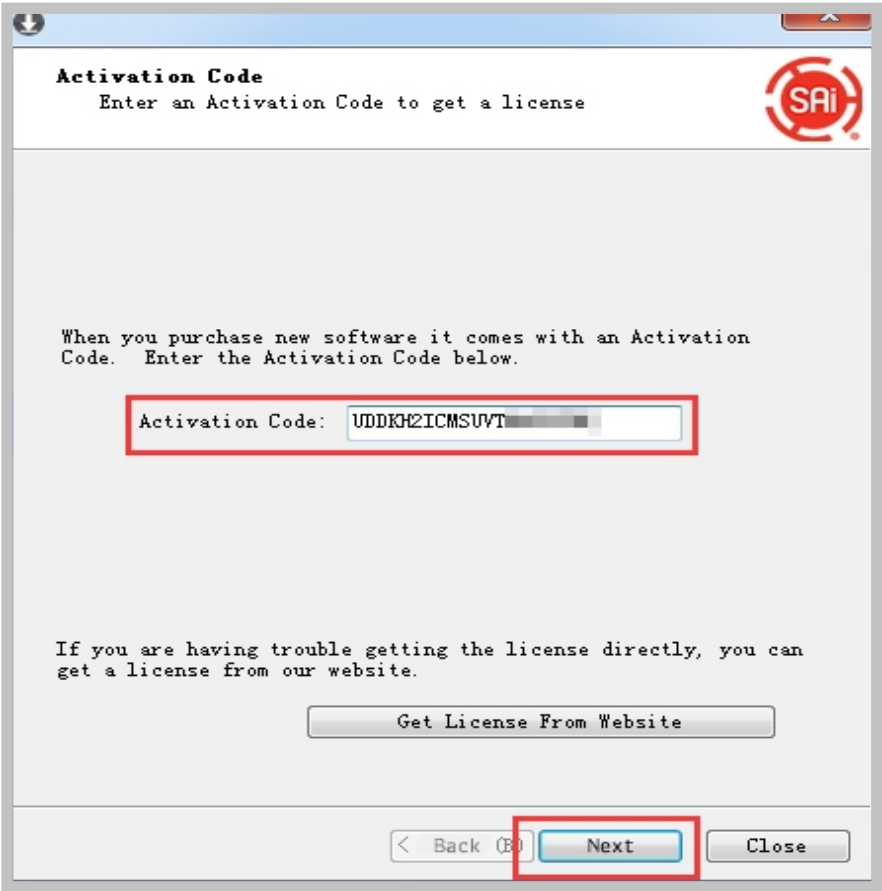 Activation Code
Enter an Activation Code to get a license
SAi
When you purchase new software it comes with an Activation
Code. Enter the Activation Code below.
Activation Code: UDDKH2ICMSUVT
If you are having trouble getting the license directly, you can
get a license from our website.
Get License From Website
< Back (B) Next Close